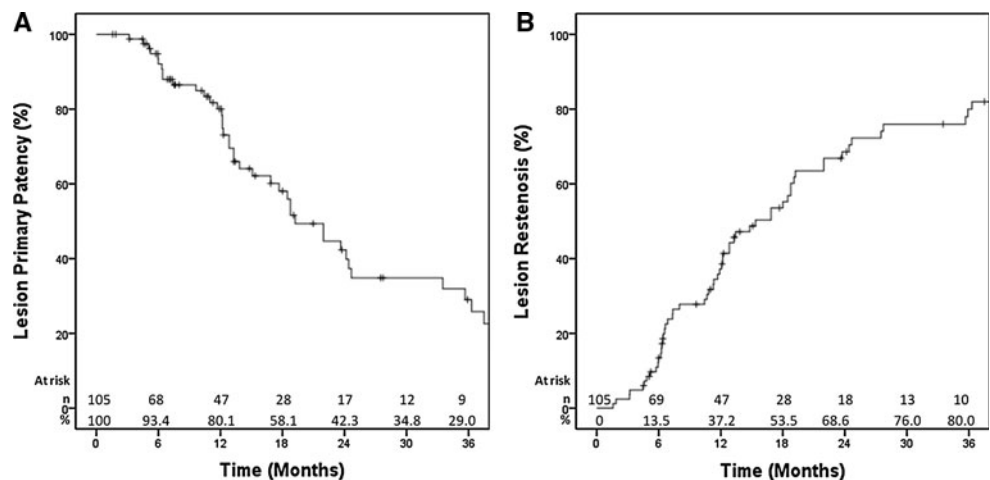 A
Lesion Primary Patency (%)
100
80
60
40
20
0
At risk
n 105 68 47 28 17 12 9
% 100 93.4 80.1 58.1 42.3 34.8 29.0
0 6 12 18 24 30 36
Time (Months)
B
Lesion Restenosis (%)
100
80
60
40
20
0
At risk
n 105 69 47 28 18 13 10
% 0 13.5 37.2 53.5 68.6 76.0 80.0
0 6 12 18 24 30 36
Time (Months)